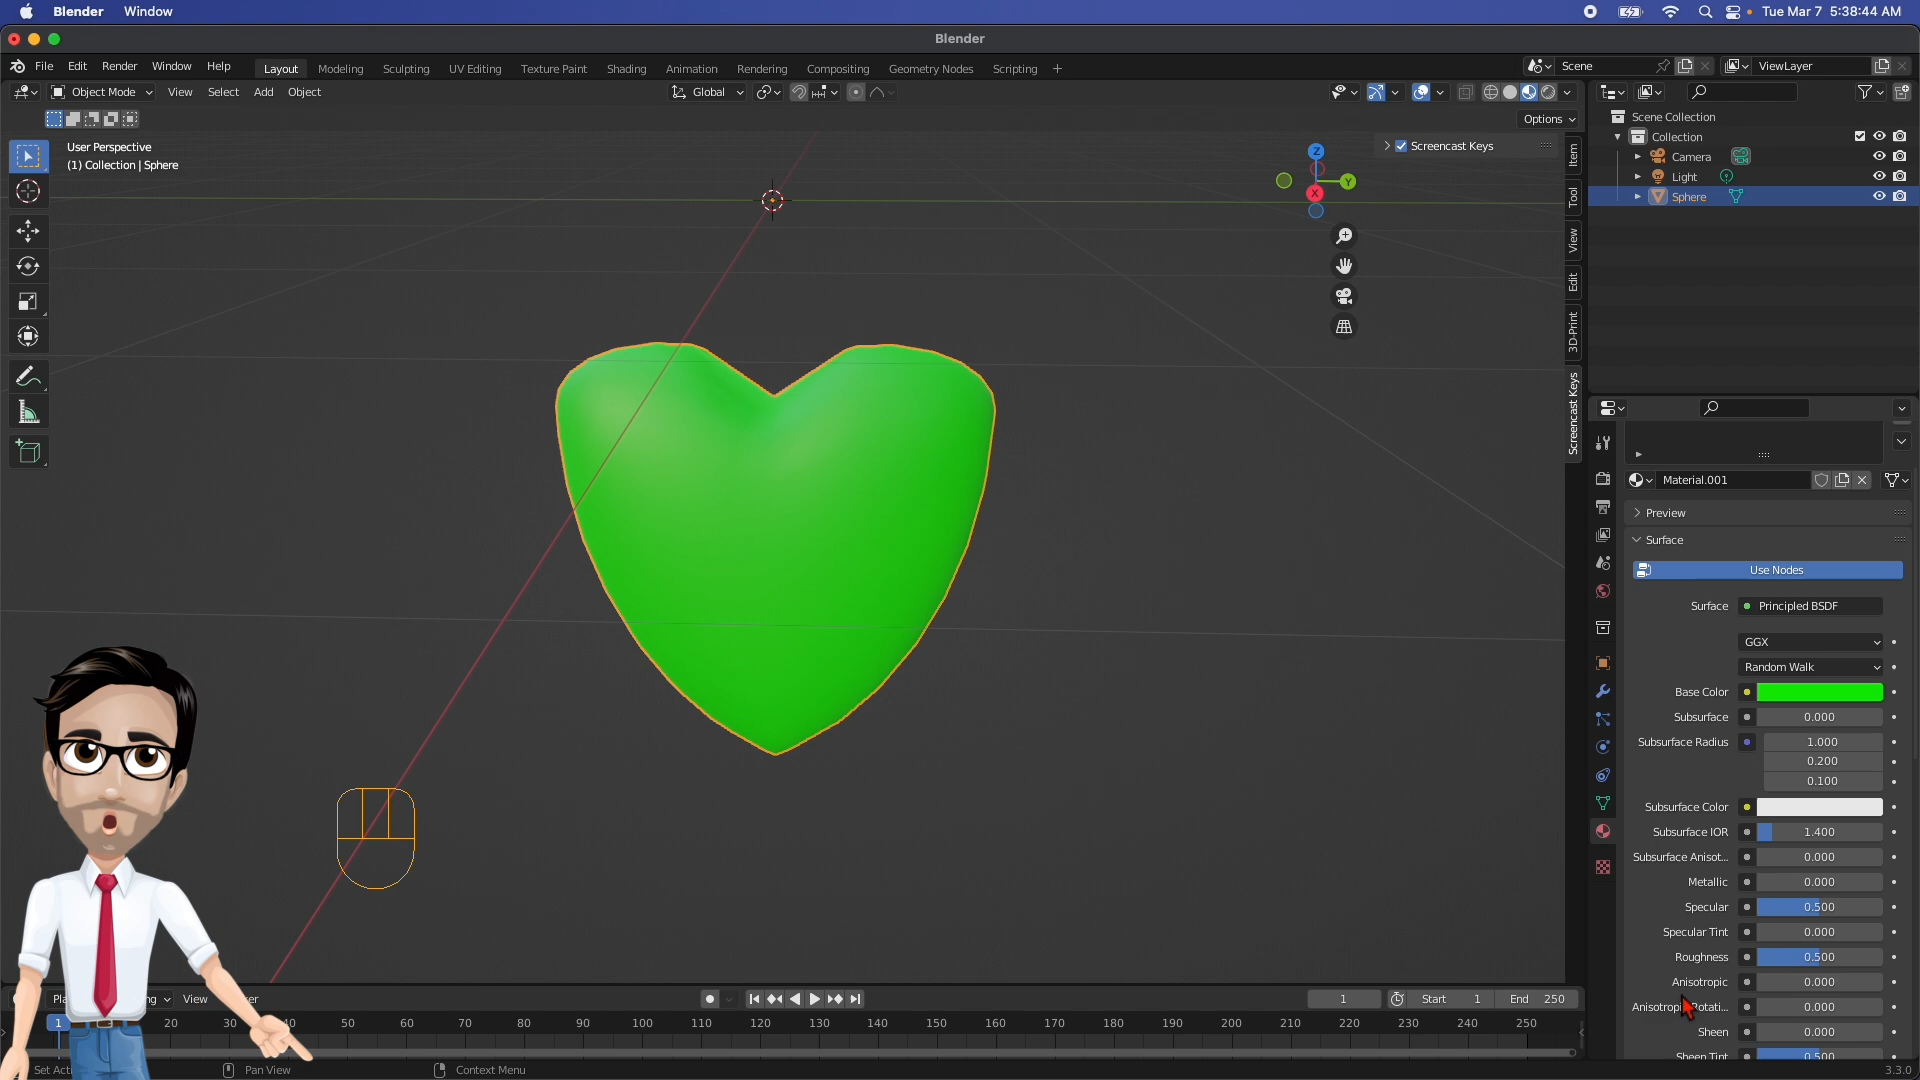 Blender Window Tue Mar 7 5:38:44 AM
Blender
File Edit Render Window Help Layout Modeling Sculpting UV Editing Texture Paint Shading Animation Rendering Compositing Geometry Nodes Scripting + Scene ViewLayer
Object Mode View Select Add Object Global
Options
User Perspective
(1) Collection | Sphere
Screencast Keys
Z
Y
X
Item
Tool
View
Edit
3D-Print
Screencast Keys
Scene Collection
Collection
Camera
Light
Sphere
Material.001
Preview
Surface
Use Nodes
Surface Principled BSDF
GGX
Random Walk
Base Color
Subsurface 0.000
Subsurface Radius 1.000
0.200
0.100
Subsurface Color
Subsurface IOR 1.400
Subsurface Anisot... 0.000
Metallic 0.000
Specular 0.500
Specular Tint 0.000
Roughness 0.500
Anisotropic 0.000
0.000
Sheen 0.000
Sheen Tint 0.500
View 1 Start 1 End 250
1 20 30 40 50 60 70 80 90 100 110 120 130 140 150 160 170 180 190 200 210 220 230 240 250
Pan View Context Menu 3.3.0